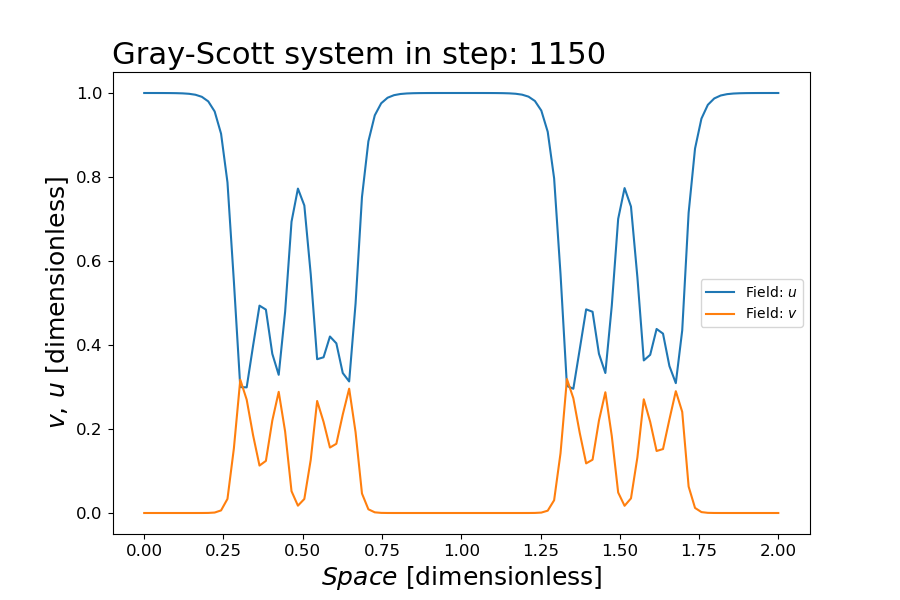 Gray-Scott system in step: 1150
v, u [dimensionless]
1.0
0.8
0.6
0.4
0.2
0.0
Field: u
Field: v
0.00 0.25 0.50 0.75 1.00 1.25 1.50 1.75 2.00
Space [dimensionless]